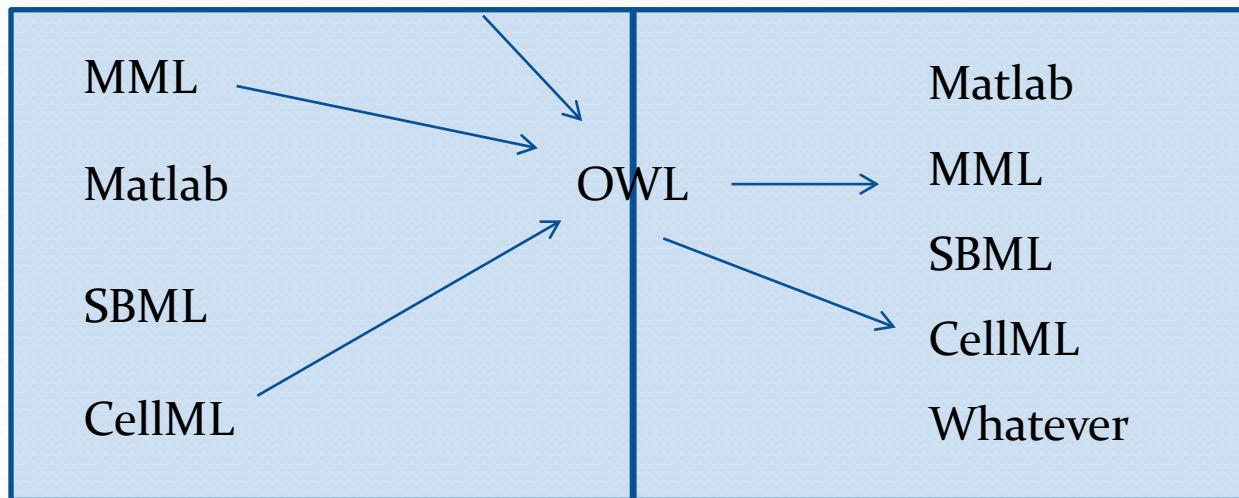 MML
Matlab
SBML
CellML
OWL
Matlab
MML
SBML
CellML
Whatever